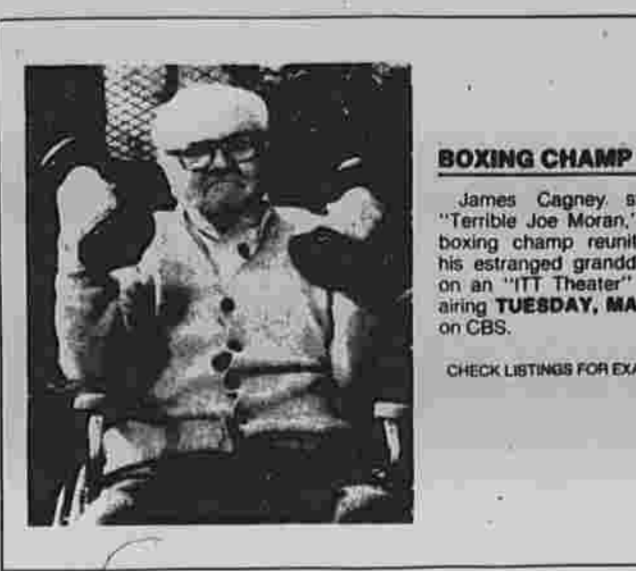 BOXING CHAMP
James Cagney s
"Terrible Joe Moran,
boxing champ reunit
his estranged grandd
on an "ITT Theater"
airing TUESDAY, MA
on CBS.
CHECK LISTINGS FOR EXA